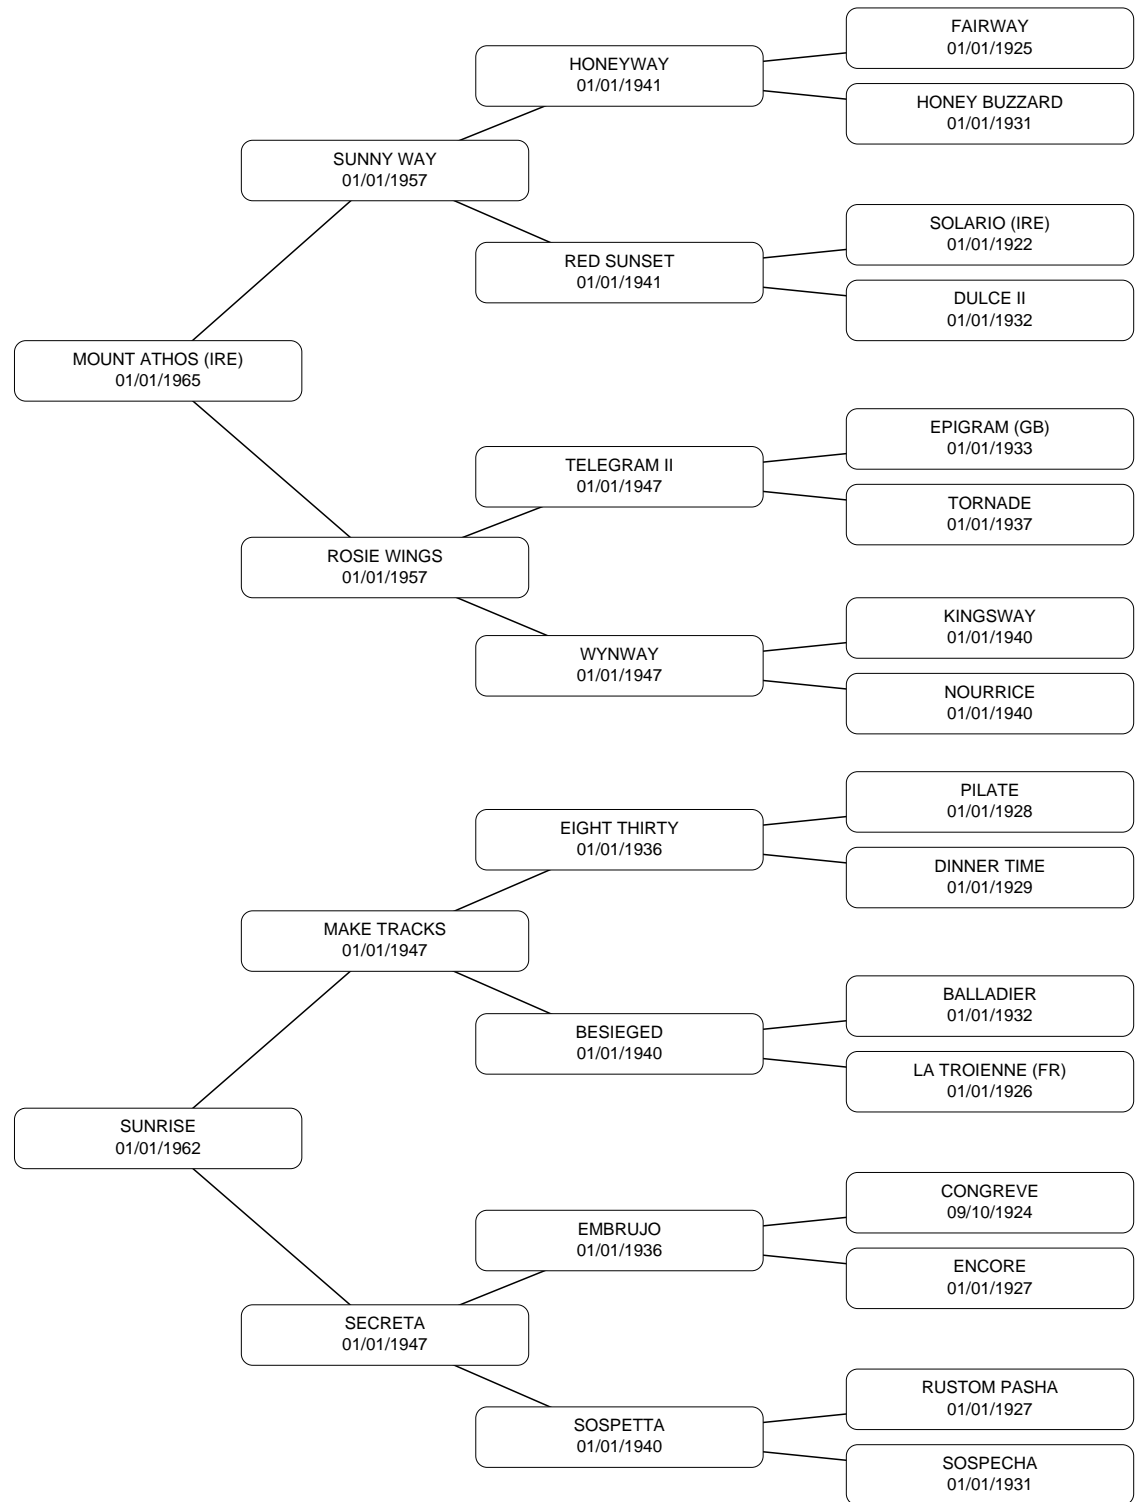 FAIRWAY
01/01/1925
HONEYWAY
01/01/1941
HONEY BUZZARD
01/01/1931
SUNNY WAY
01/01/1957
SOLARIO (IRE)
01/01/1922
RED SUNSET
01/01/1941
DULCE II
01/01/1932
MOUNT ATHOS (IRE)
01/01/1965
EPIGRAM (GB)
01/01/1933
TELEGRAM II
01/01/1947
TORNADE
01/01/1937
ROSIE WINGS
01/01/1957
KINGSWAY
01/01/1940
WYNWAY
01/01/1947
NOURRICE
01/01/1940
PILATE
01/01/1928
EIGHT THIRTY
01/01/1936
DINNER TIME
01/01/1929
MAKE TRACKS
01/01/1947
BALLADIER
01/01/1932
BESIEGED
01/01/1940
LA TROIENNE (FR)
01/01/1926
SUNRISE
01/01/1962
CONGREVE
09/10/1924
EMBRUJO
01/01/1936
ENCORE
01/01/1927
SECRETA
01/01/1947
RUSTOM PASHA
01/01/1927
SOSPETTA
01/01/1940
SOSPECHA
01/01/1931